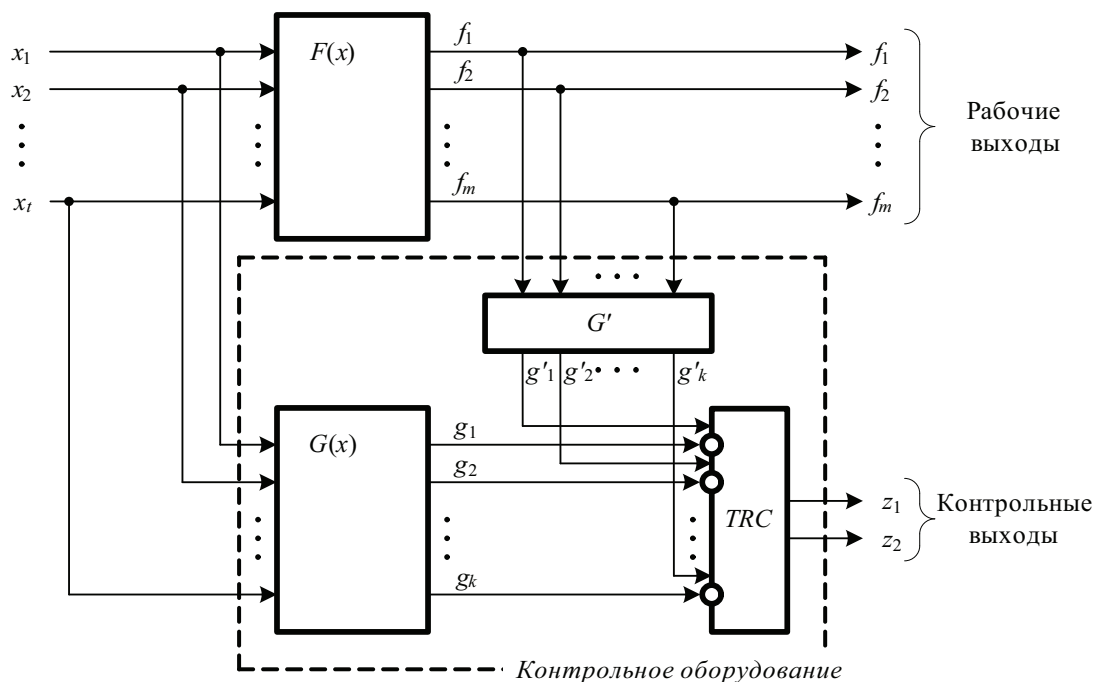 x1
x2
xt
F(x)
f1
f2
fm
f1
f2
fm
Рабочие
выходы
G′
g′1
g′2
g′k
G(x)
g1
g2
gk
TRC
z1
z2
Контрольные
выходы
Контрольное оборудование